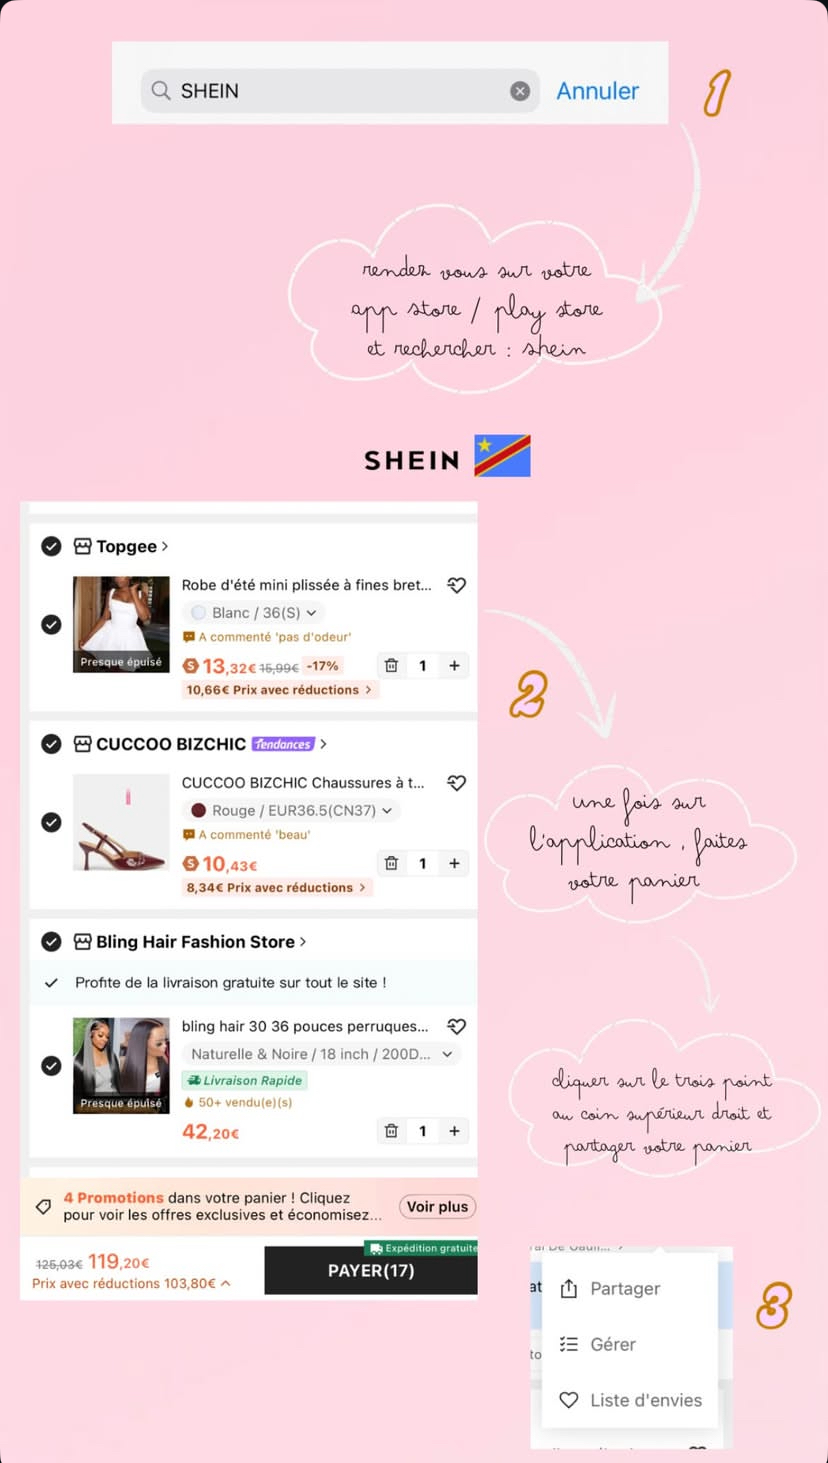 SHEIN
Annuler
1
rendez vous sur votre
app store / play store
et rechercher : shein
SHEIN
Topgee >
Robe d'été mini plissée à fines bret...
Blanc / 36(S)
A commenté 'pas d'odeur'
Presque épuisé
S 13,32€ 15,99€ -17%
1 +
10,66€ Prix avec réductions >
2
CUCCOO BIZCHIC Tendances >
CUCCOO BIZCHIC Chaussures à t...
Rouge / EUR36.5(CN37)
A commenté 'beau'
S 10,43€
1 +
8,34€ Prix avec réductions >
une fois sur
l'application , faites
votre panier
Bling Hair Fashion Store >
Profite de la livraison gratuite sur tout le site !
bling hair 30 36 pouces perruques...
Naturelle & Noire / 18 inch / 200D...
Livraison Rapide
50+ vendu(e)(s)
Presque épuisé
42,20€
1 +
cliquer sur le trois point
au coin supérieur droit et
partager votre panier
4 Promotions dans votre panier ! Cliquez
pour voir les offres exclusives et économisez...
Voir plus
125,03€ 119,20€
Prix avec réductions 103,80€
Expédition gratuite
PAYER(17)
at
to
Partager
Gérer
Liste d'envies
3